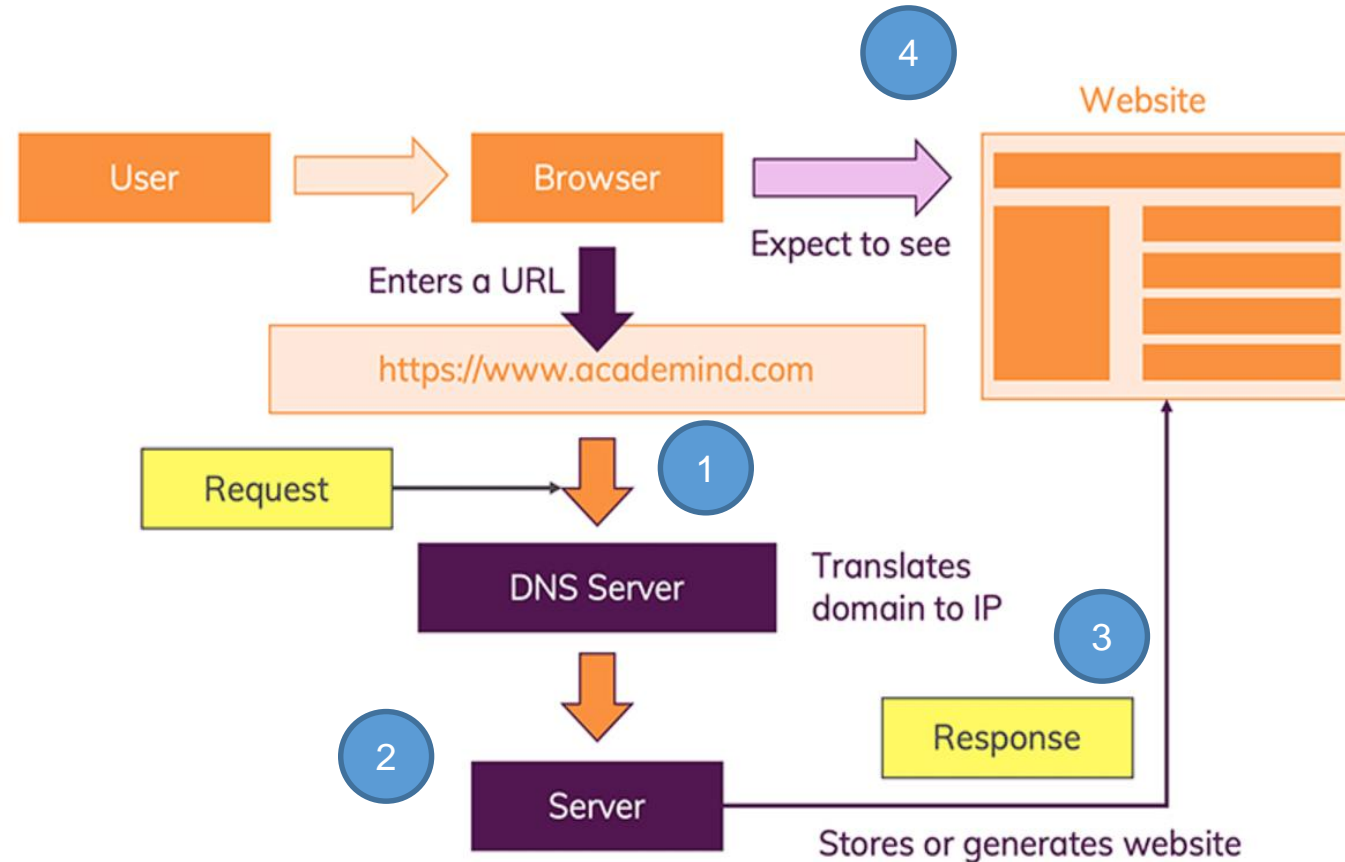 4
Website
User
Browser
Expect to see
Enters a URL
https://www.academind.com
1
Request
DNS Server
Translates
domain to IP
3
Response
2
Server
Stores or generates website